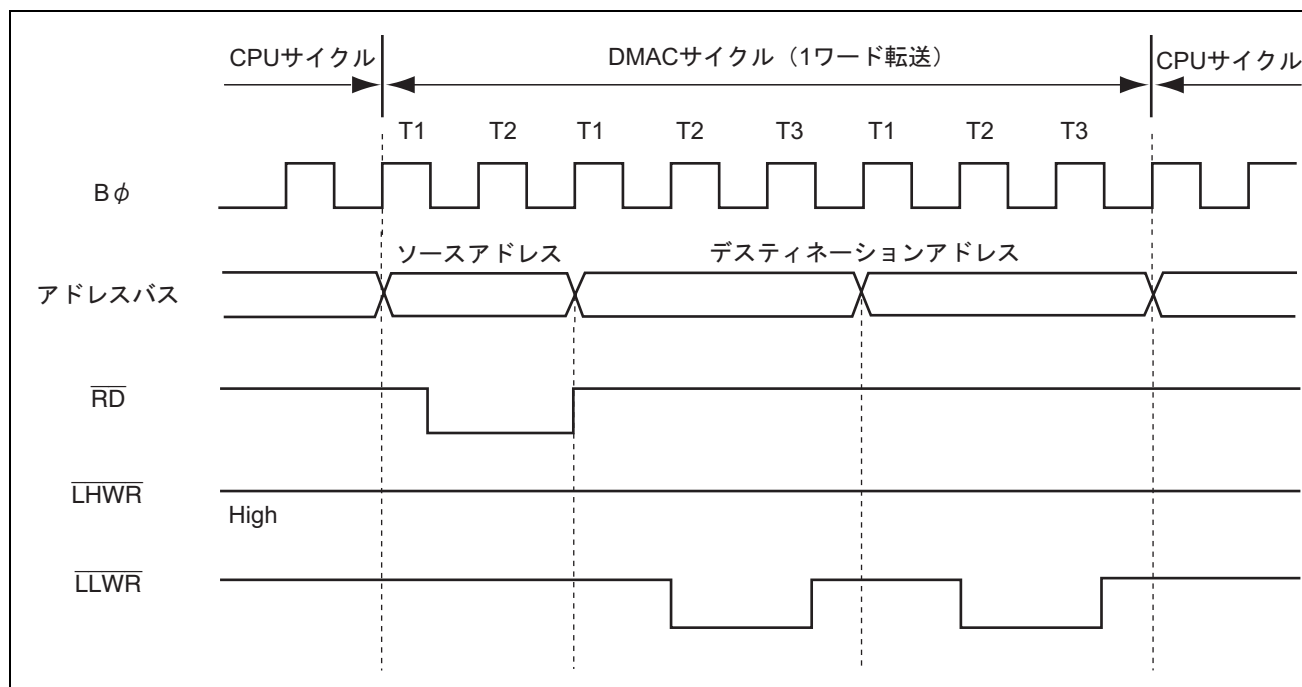 CPUサイクル
DMACサイクル（1ワード転送）
CPUサイクル
T1 T2 T1 T2 T3 T1 T2 T3
Bφ
ソースアドレス
デスティネーションアドレス
アドレスバス
RD
LHWR
High
LLWR